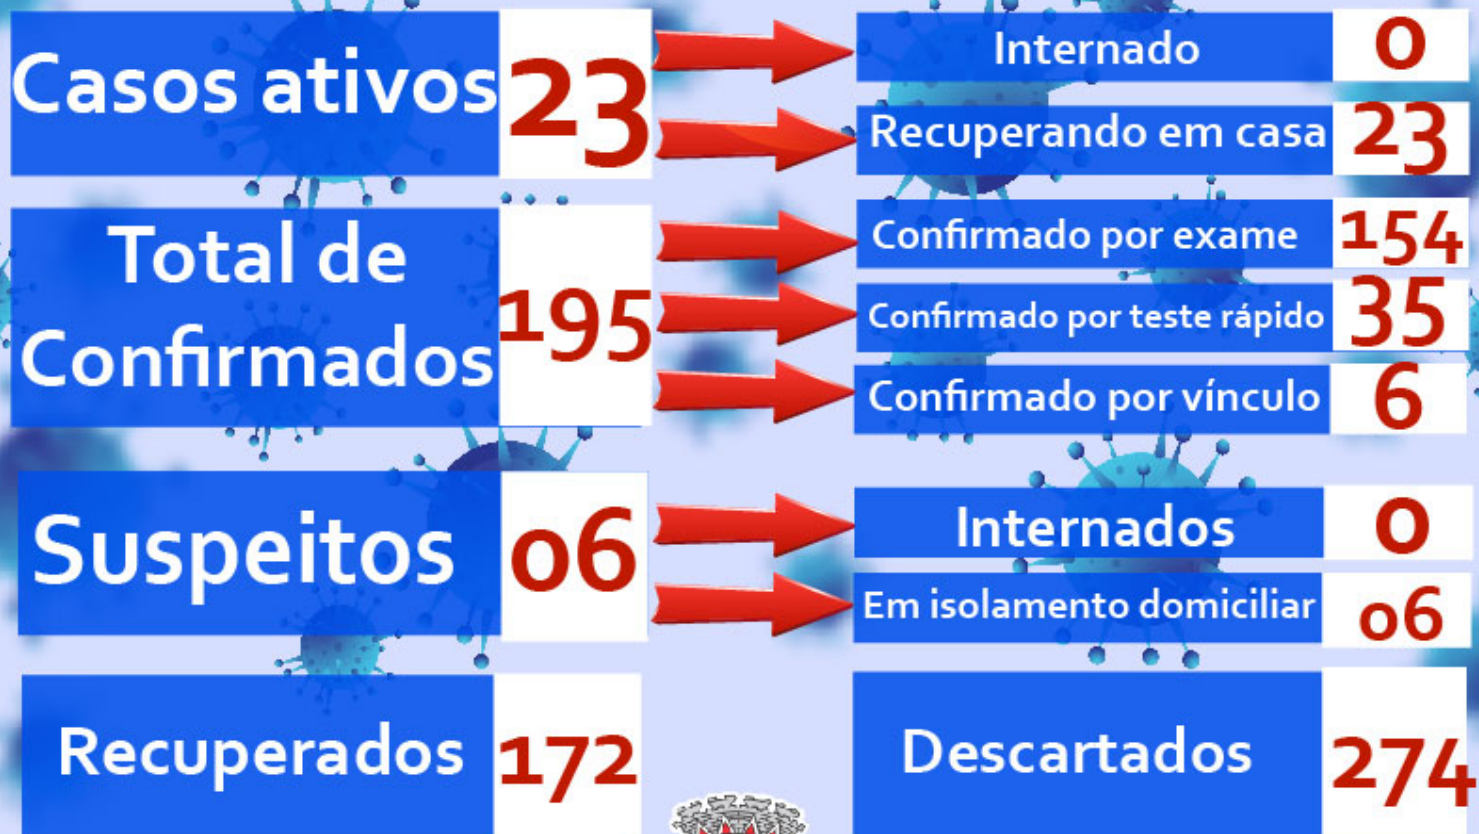 Casos ativos 23
Internado 0
Recuperando em casa 23
Total de
Confirmados 195
Confirmado por exame 154
Confirmado por teste rápido 35
Confirmado por vínculo 6
Suspeitos 06
Internados 0
Em isolamento domiciliar 06
Recuperados 172
Descartados 274